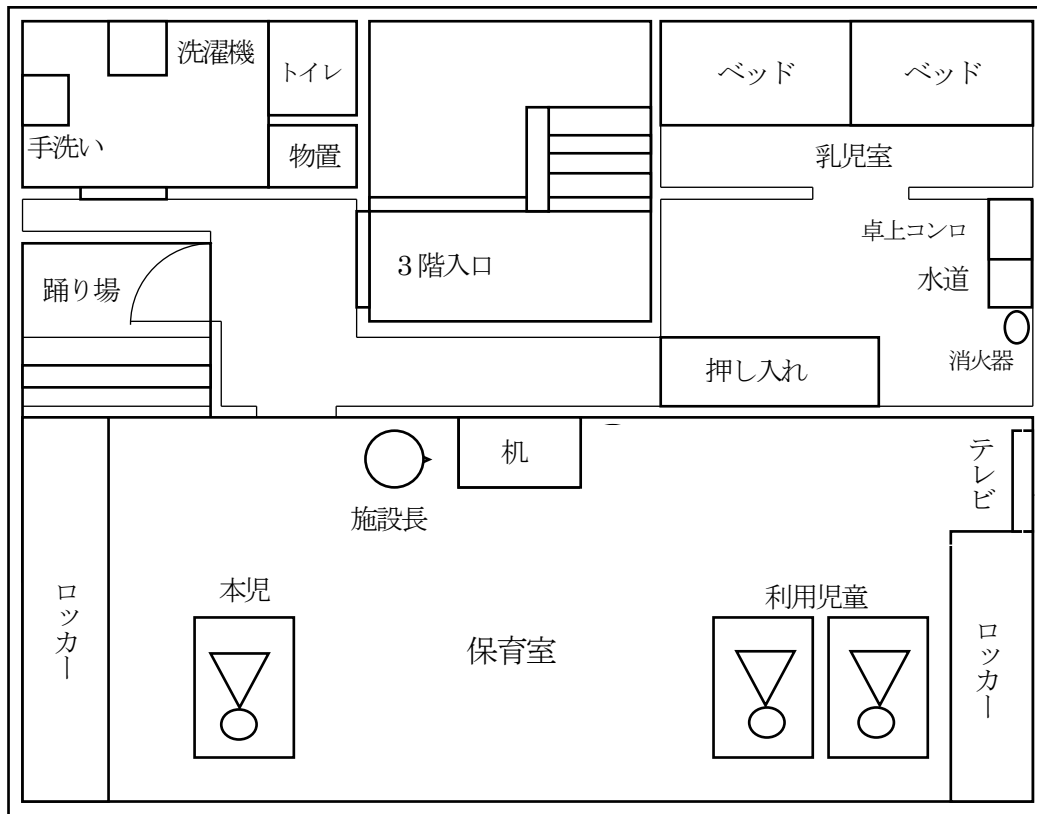 洗濯機
トイレ
ベッド
ベッド
手洗い
物置
乳児室
卓上コンロ
3階入口
水道
踊り場
消火器
押し入れ
机
テレビ
施設長
本児
利用児童
ロッカー
保育室
ロッカー